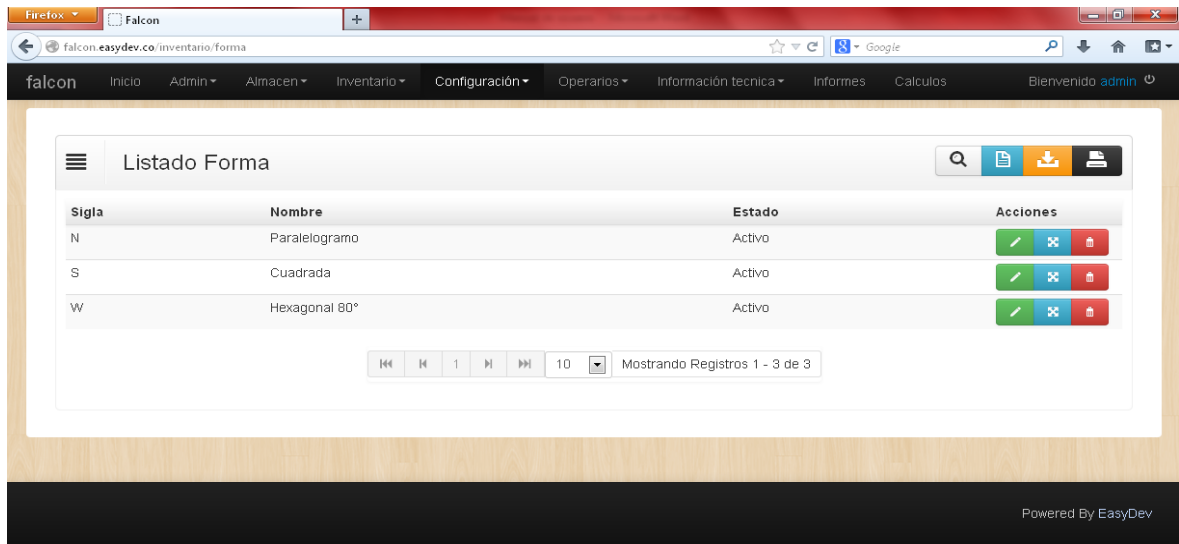 Firefox
Falcon
falcon.easydev.co/inventario/forma
Google
falcon Inicio Admin Almacen Inventario Configuración Operarios Información tecnica Informes Calculos Bienvenido admin
Listado Forma
Sigla Nombre Estado Acciones
N Paralelogramo Activo
S Cuadrada Activo
W Hexagonal 80° Activo
1 10 Mostrando Registros 1 - 3 de 3
Powered By EasyDev